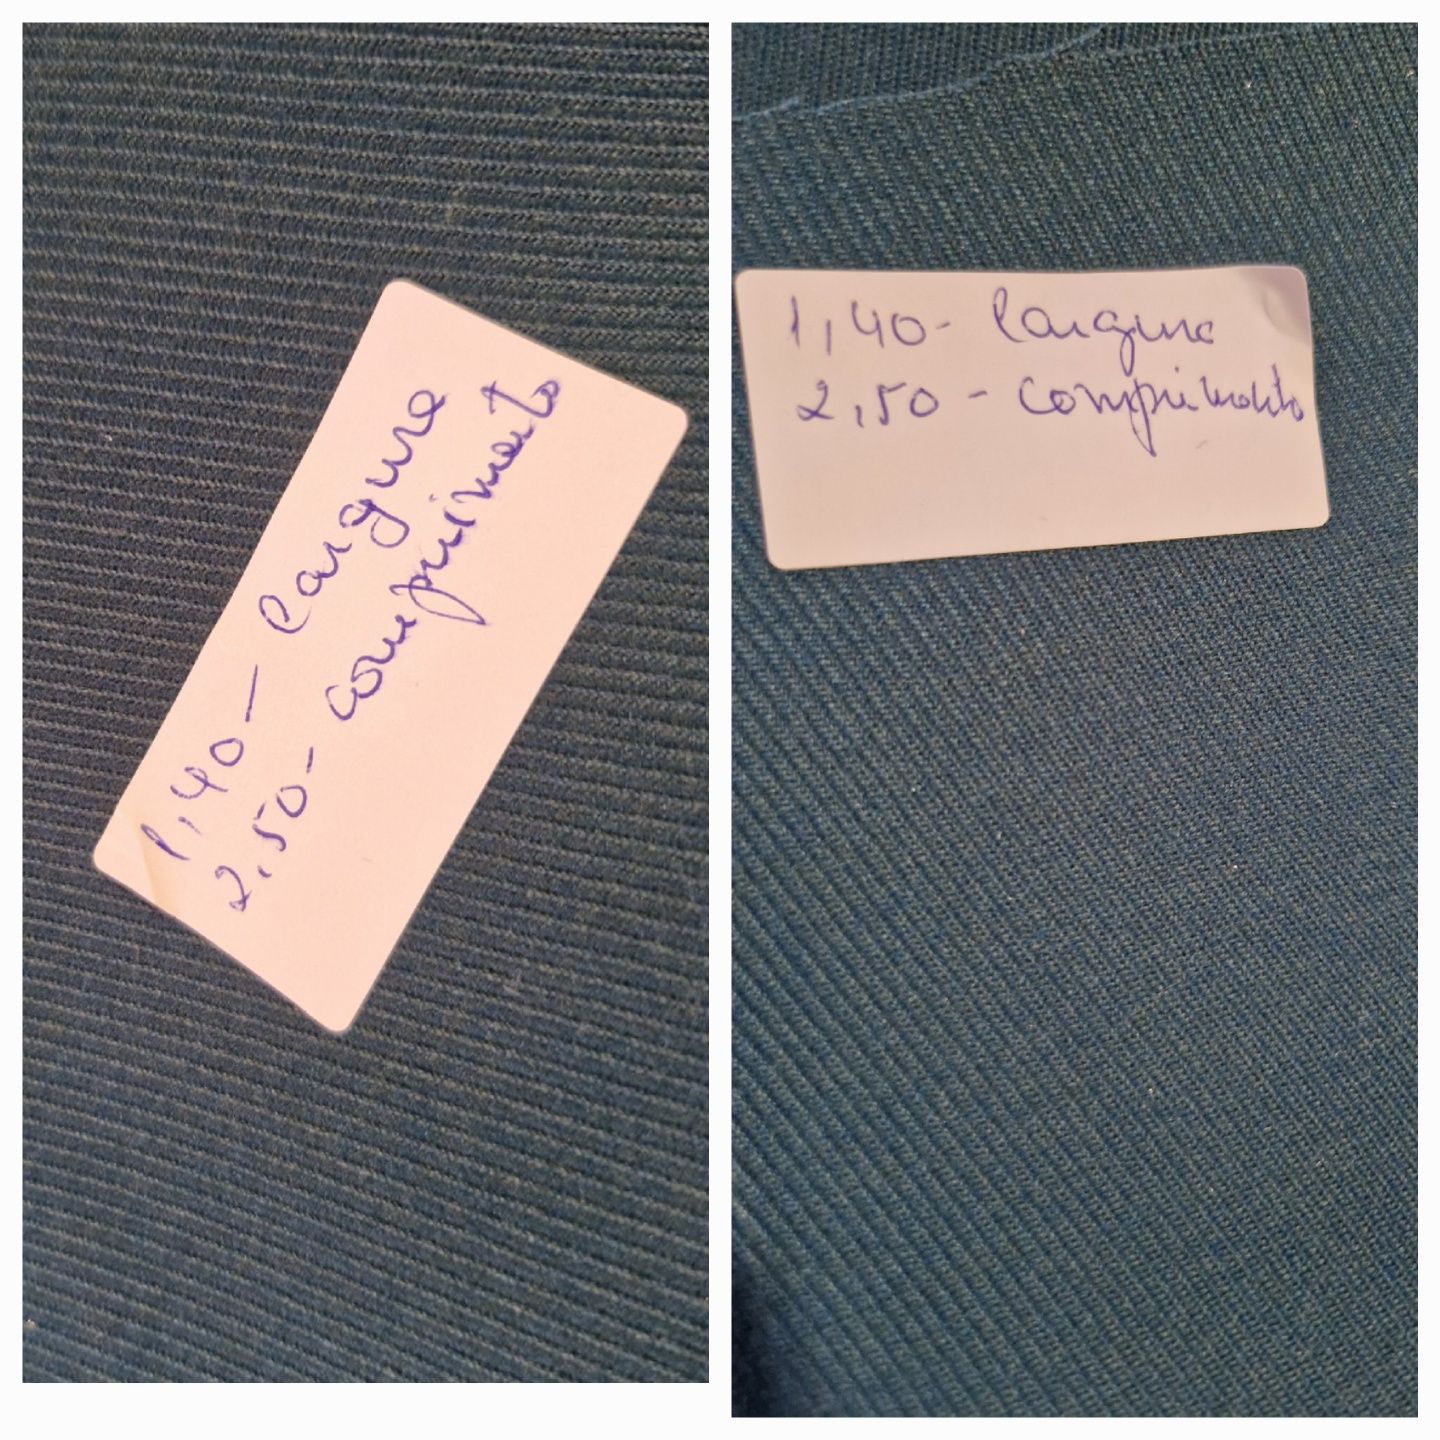 1,40 - largura
2,50 - comprimento
1,40 - largura
2,50 - comprimento